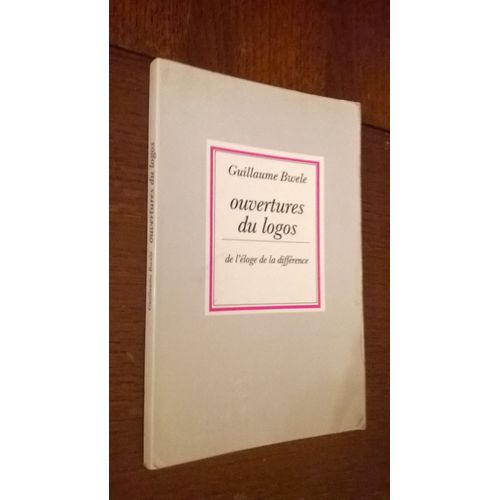 Guillaume Bwele ouvertures du logos
Guillaume Bwele
ouvertures
du logos
de l'éloge de la différence